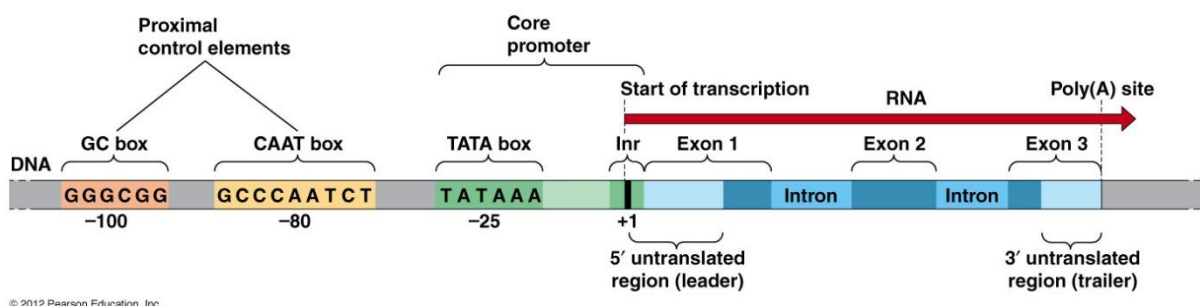 Proximal
control elements
Core
promoter
Start of transcription
RNA
Poly(A) site
GC box
CAAT box
TATA box
Inr
Exon 1
Exon 2
Exon 3
DNA
GGGCGG
GCCCAATCT
TATAAA
Intron
Intron
–100
–80
–25
+1
5′ untranslated
region (leader)
3′ untranslated
region (trailer)
© 2012 Pearson Education, Inc.